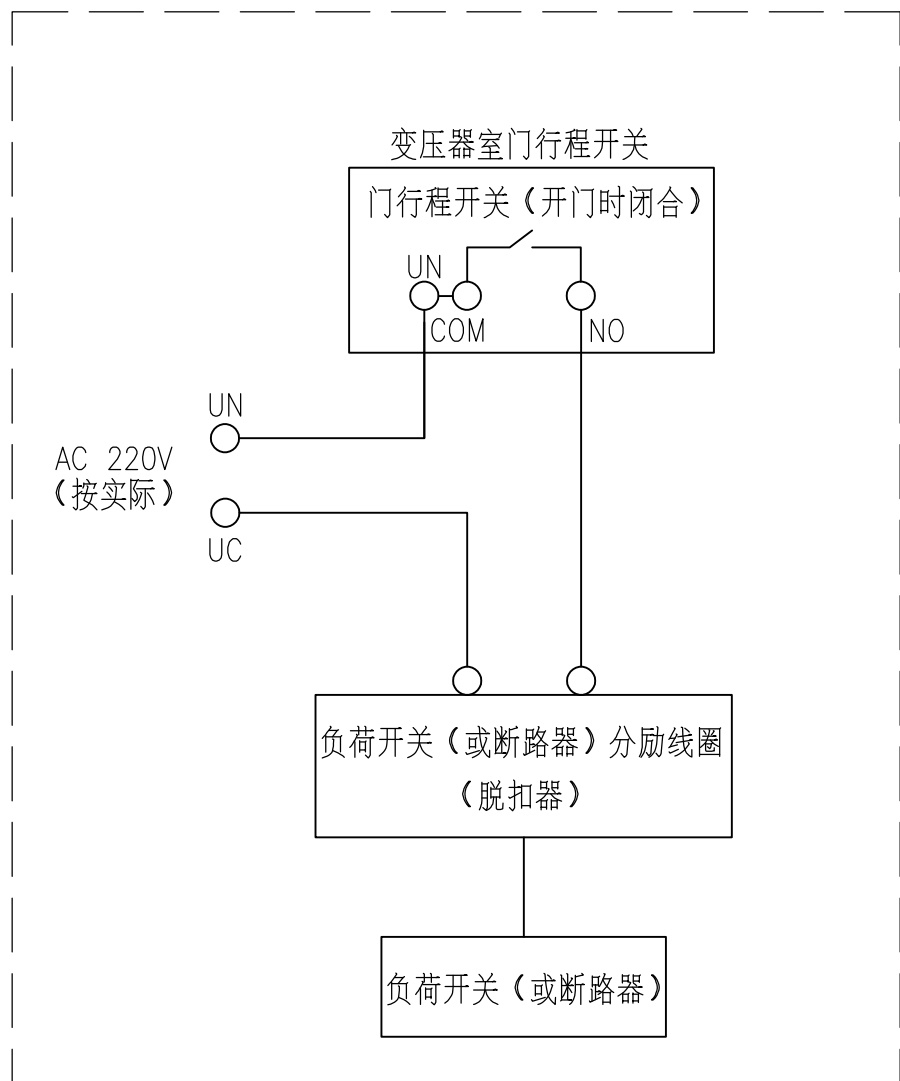 变压器室门行程开关
门行程开关（开门时闭合）
UN
COM
NO
UN
AC 220V
（按实际）
UC
负荷开关（或断路器）分励线圈
（脱扣器）
负荷开关（或断路器）